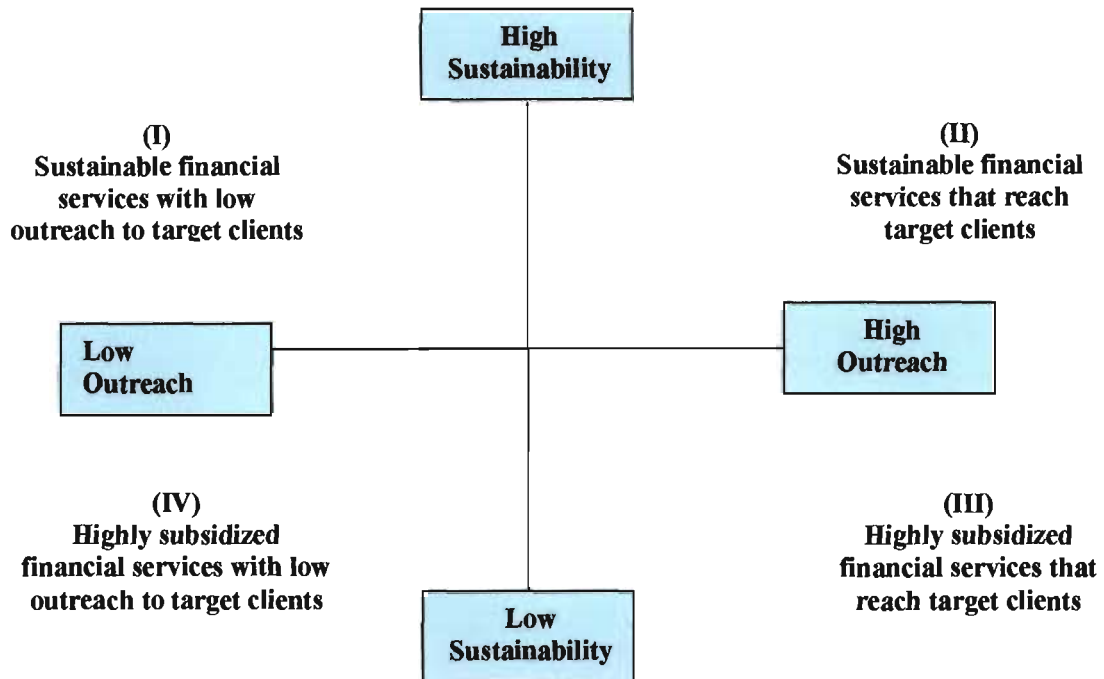 High
Sustainability
(I)
Sustainable financial
services with low
outreach to target clients
(II)
Sustainable financial
services that reach
target clients
Low
Outreach
High
Outreach
(IV)
Highly subsidized
financial services with low
outreach to target clients
(III)
Highly subsidized
financial services that
reach target clients
Low
Sustainability